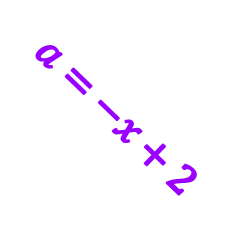 a = -x + 2